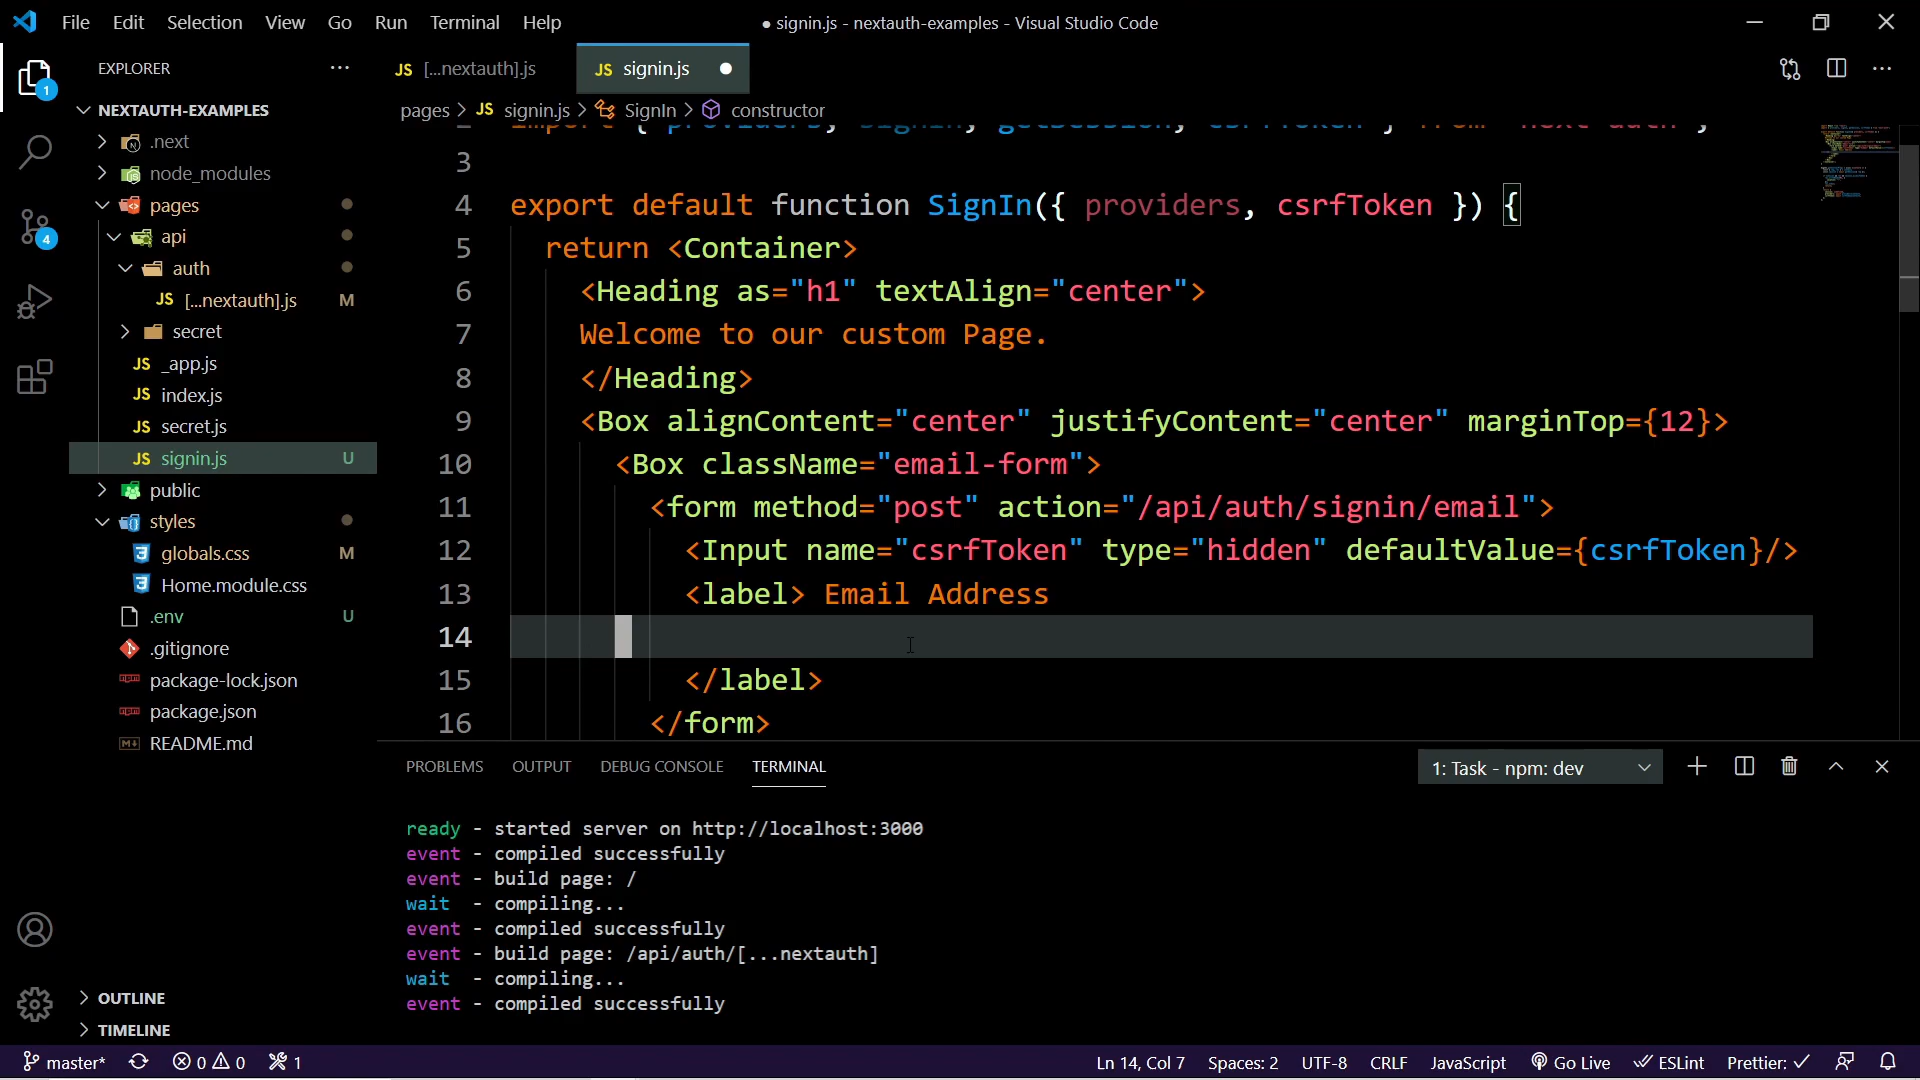 File Edit Selection View Go Run Terminal Help
● signin.js - nextauth-examples - Visual Studio Code
EXPLORER
JS [...nextauth].js
JS signin.js
1
NEXTAUTH-EXAMPLES
pages > JS signin.js > SignIn > constructor
.next
node_modules
pages
api
auth
JS [...nextauth].js M
secret
JS _app.js
JS index.js
JS secret.js
JS signin.js U
public
styles
globals.css M
Home.module.css
.env U
.gitignore
package-lock.json
package.json
README.md
4
OUTLINE
TIMELINE
3
4 export default function SignIn({ providers, csrfToken }) {
5 return <Container>
6 <Heading as="h1" textAlign="center">
7 Welcome to our custom Page.
8 </Heading>
9 <Box alignContent="center" justifyContent="center" marginTop={12}>
10 <Box className="email-form">
11 <form method="post" action="/api/auth/signin/email">
12 <Input name="csrfToken" type="hidden" defaultValue={csrfToken}/>
13 <label> Email Address
14
15 </label>
16 </form>
PROBLEMS OUTPUT DEBUG CONSOLE TERMINAL
1: Task - npm: dev
ready - started server on http://localhost:3000
event - compiled successfully
event - build page: /
wait - compiling...
event - compiled successfully
event - build page: /api/auth/[...nextauth]
wait - compiling...
event - compiled successfully
master* 0 0 1
Ln 14, Col 7 Spaces: 2 UTF-8 CRLF JavaScript Go Live ESLint Prettier: ✓